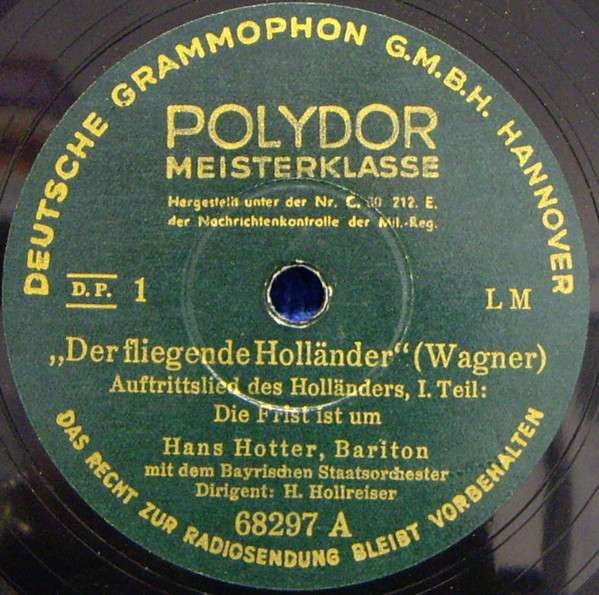 DEUTSCHE GRAMMOPHON G.M.B.H. HANNOVER
POLYDOR
MEISTERKLASSE
Hergestellt unter der Nr. C. 80 212. E.
der Nachrichtenkontrolle der Mil.-Reg.
D.P. 1 L M
„Der fliegende Holländer“ (Wagner)
Auftrittslied des Holländers, I. Teil:
Die Frist ist um
Hans Hotter, Bariton
mit dem Bayrischen Staatsorchester
Dirigent: H. Hollreiser
68297 A
DAS RECHT ZUR RADIOSENDUNG BLEIBT VORBEHALTEN